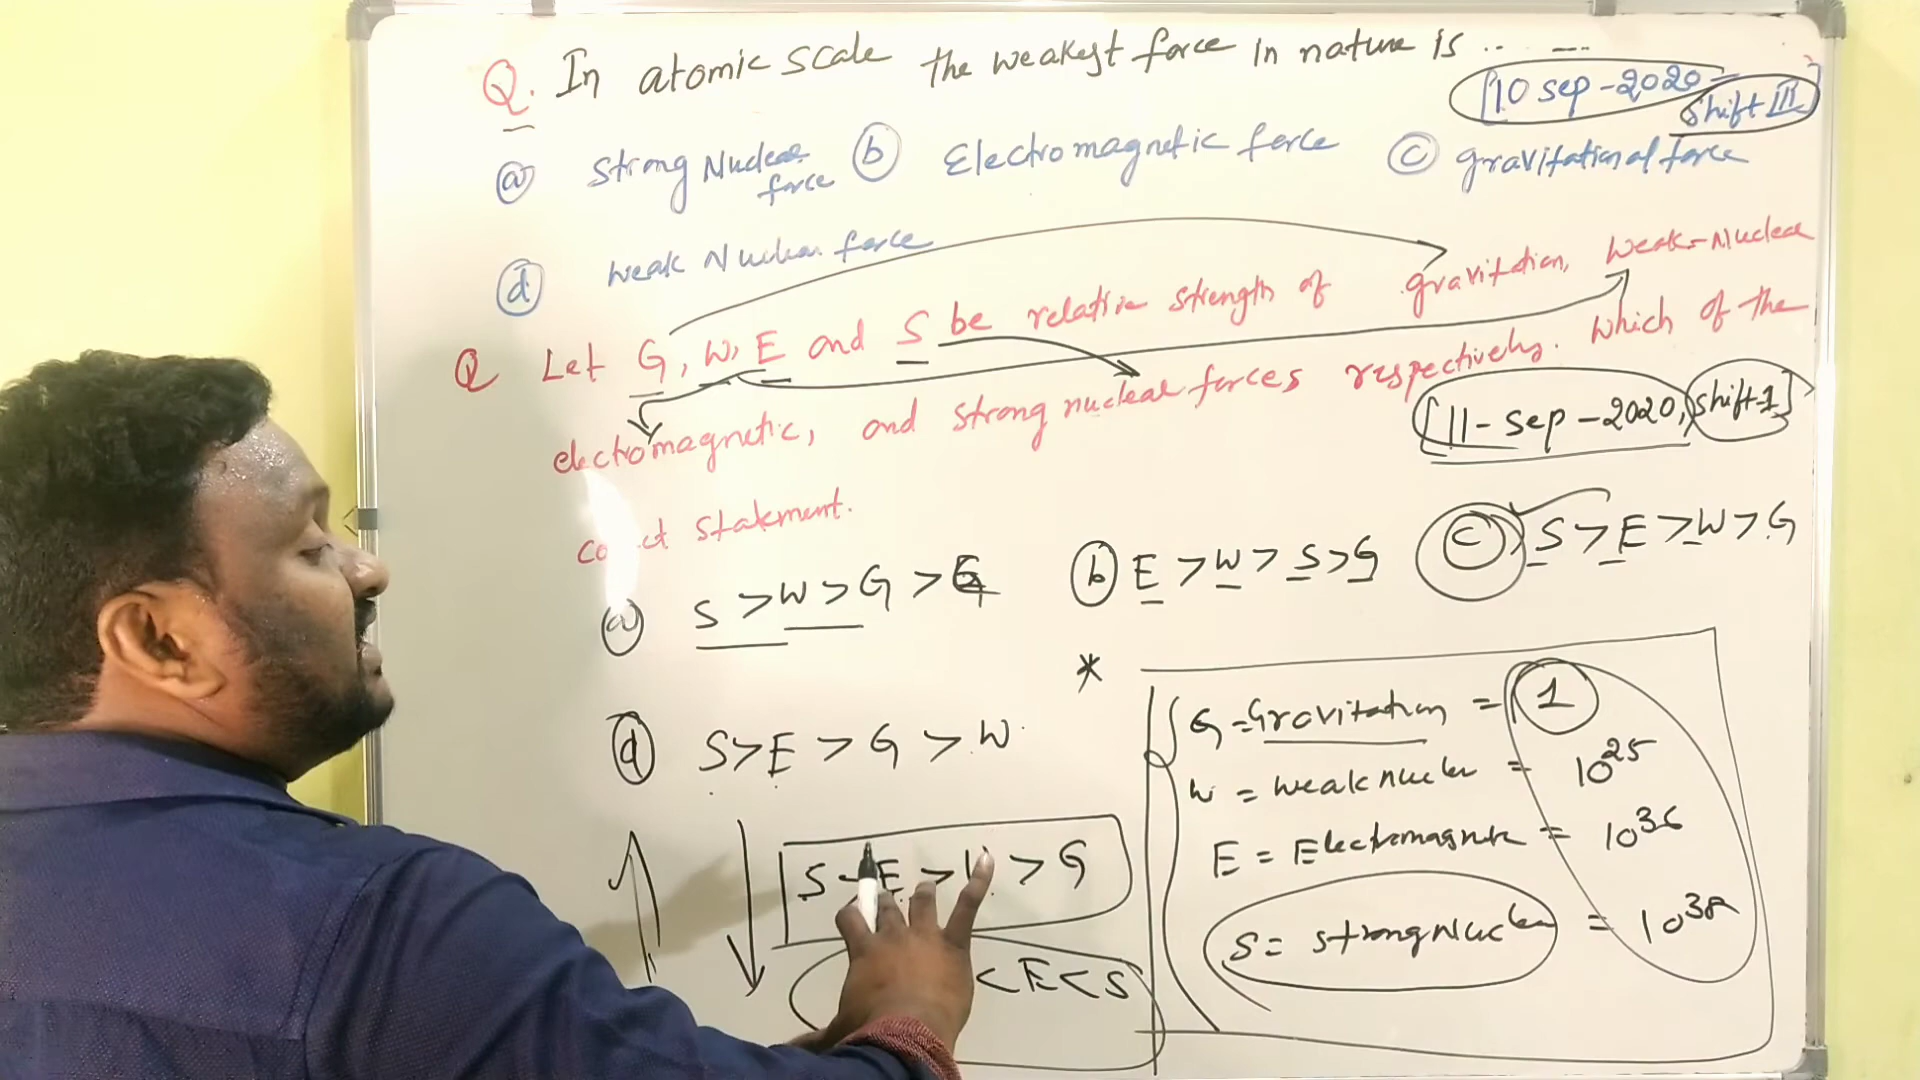 Q. In atomic scale the weakest force in nature is .. ---
[10 sep-2020-
Shift III]
(a) Strong Nuclear force (b) Electromagnetic force (c) gravitational force
(d) weak Nuclear force
Q Let G, W, E and S be relative strength of gravitation, Weak-Nuclear
electromagnetic, and strong nuclear forces respectively. Which of the
[11-sep-2020, shift-1]
statement.
(a) S > W > G > E (b) E > W > S > G (c) S > E > W > G
(d) S > E > G > W
*
G = Gravitation = 1
W = weak nuclear = 10^25
E = Electromagnetic = 10^36
S = strong Nuclear = 10^38
S E > > G
< E < S